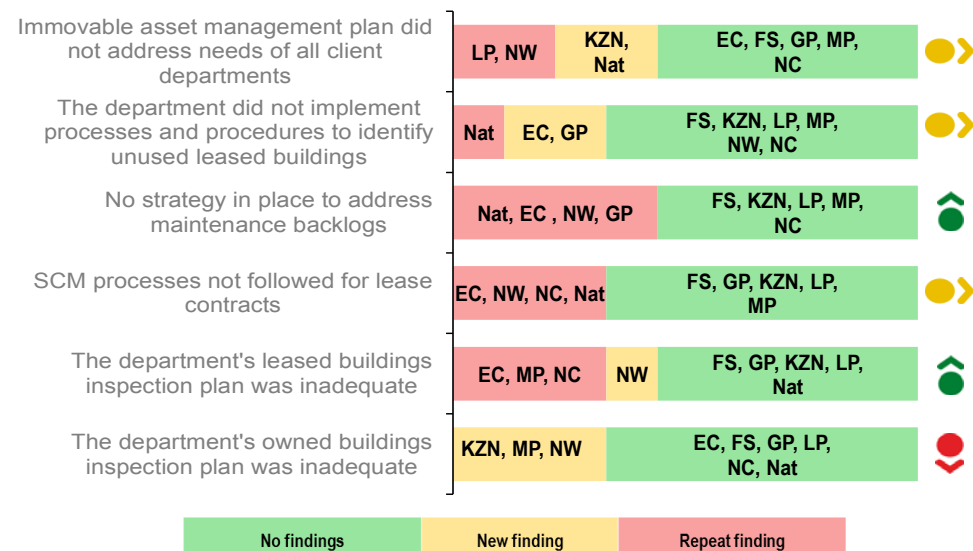 Immovable asset management plan did
not address needs of all client
departments
LP, NW
KZN,
Nat
EC, FS, GP, MP,
NC
The department did not implement
processes and procedures to identify
unused leased buildings
Nat
EC, GP
FS, KZN, LP, MP,
NW, NC
No strategy in place to address
maintenance backlogs
Nat, EC , NW, GP
FS, KZN, LP, MP,
NC
SCM processes not followed for lease
contracts
EC, NW, NC, Nat
FS, GP, KZN, LP,
MP
The department's leased buildings
inspection plan was inadequate
EC, MP, NC
NW
FS, GP, KZN, LP,
Nat
The department's owned buildings
inspection plan was inadequate
KZN, MP, NW
EC, FS, GP, LP,
NC, Nat
No findings
New finding
Repeat finding